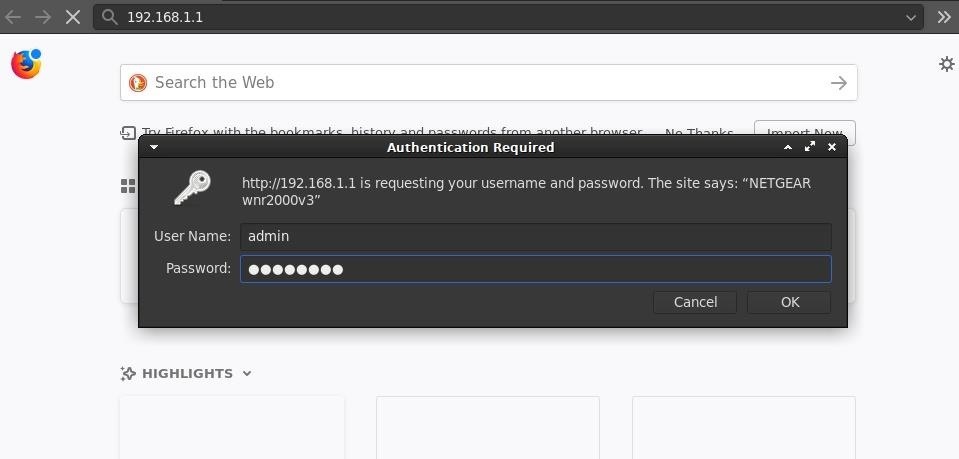 192.168.1.1
Search the Web
Try Firefox with the bookmarks, history and passwords from another browser. No Thanks Import Now
Authentication Required
http://192.168.1.1 is requesting your username and password. The site says: “NETGEAR
wnr2000v3”
User Name: admin
Password: ●●●●●●●●
Cancel OK
HIGHLIGHTS